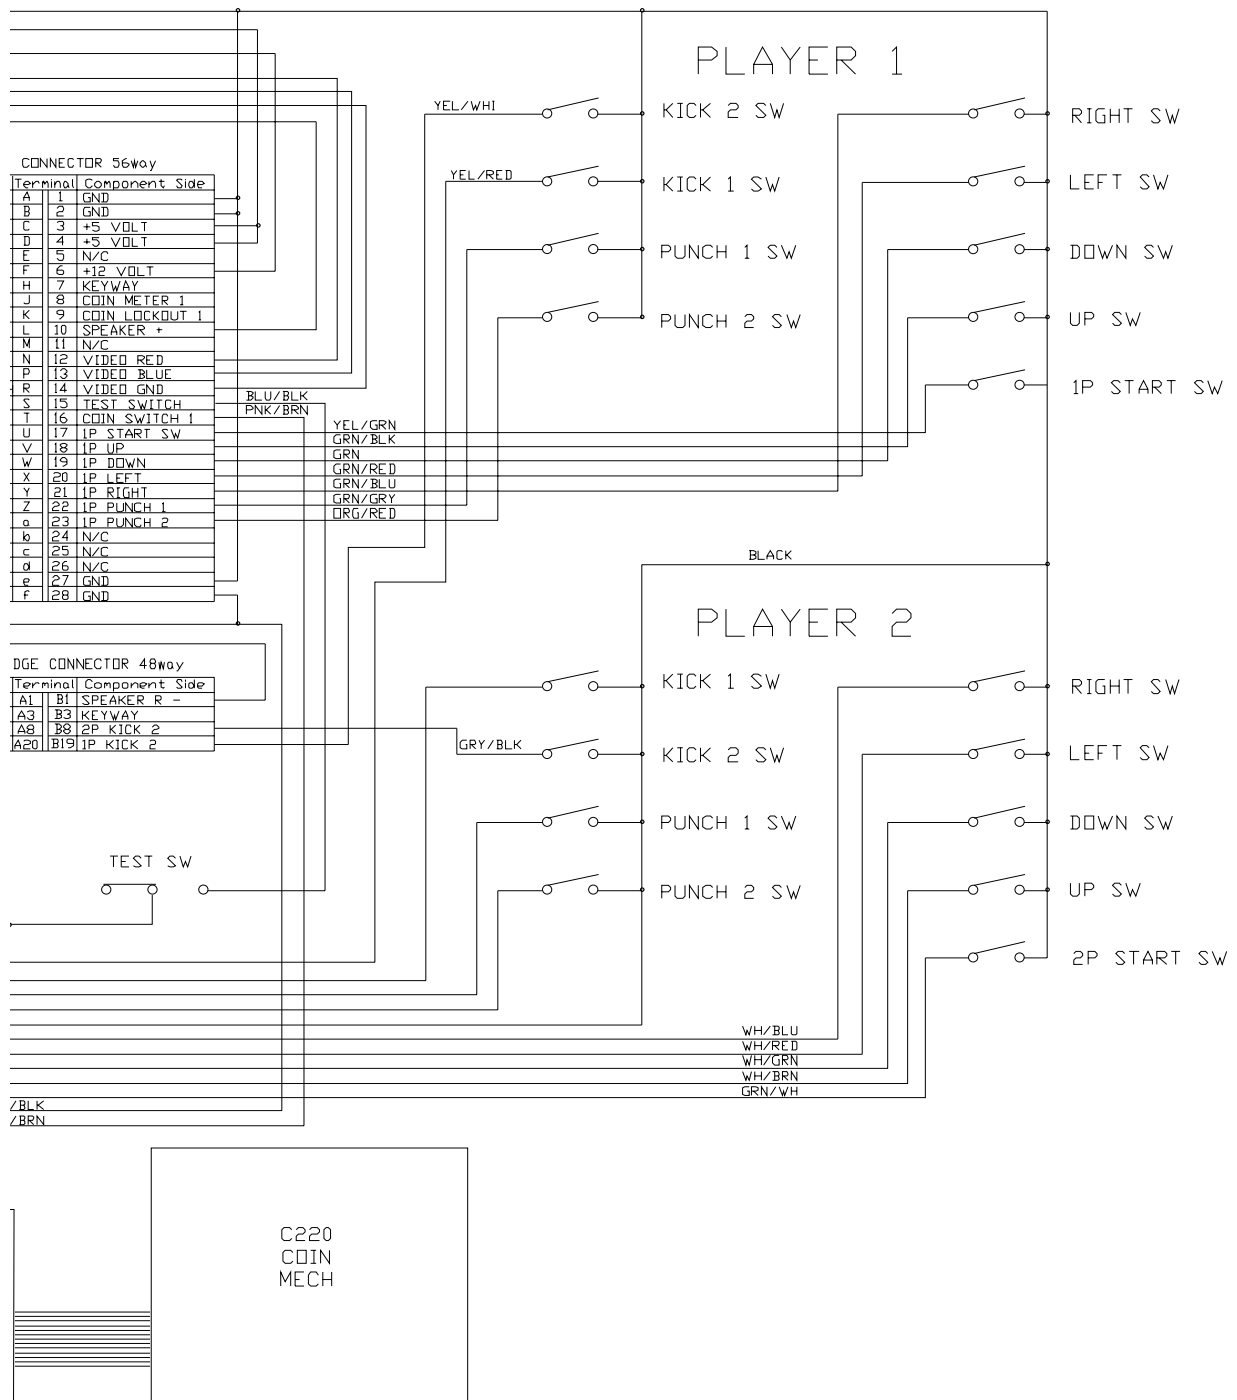 PLAYER 1
YEL/WHI
KICK 2 SW
RIGHT SW
YEL/RED
KICK 1 SW
LEFT SW
PUNCH 1 SW
DOWN SW
PUNCH 2 SW
UP SW
1P START SW
CONNECTOR 56way
Terminal Component Side
A 1 GND
B 2 GND
C 3 +5 VOLT
D 4 +5 VOLT
E 5 N/C
F 6 +12 VOLT
H 7 KEYWAY
J 8 COIN METER 1
K 9 COIN LOCKOUT 1
L 10 SPEAKER +
M 11 N/C
N 12 VIDEO RED
P 13 VIDEO BLUE
R 14 VIDEO GND
S 15 TEST SWITCH
T 16 COIN SWITCH 1
U 17 1P START SW
V 18 1P UP
W 19 1P DOWN
X 20 1P LEFT
Y 21 1P RIGHT
Z 22 1P PUNCH 1
a 23 1P PUNCH 2
b 24 N/C
c 25 N/C
d 26 N/C
e 27 GND
f 28 GND
BLU/BLK
PNK/BRN
YEL/GRN
GRN/BLK
GRN
GRN/RED
GRN/BLU
GRN/GRY
ORG/RED
BLACK
PLAYER 2
DGE CONNECTOR 48way
Terminal Component Side
A1 B1 SPEAKER R -
A3 B3 KEYWAY
A8 B8 2P KICK 2
A20 B19 1P KICK 2
KICK 1 SW
RIGHT SW
GRY/BLK
KICK 2 SW
LEFT SW
PUNCH 1 SW
DOWN SW
TEST SW
PUNCH 2 SW
UP SW
2P START SW
WH/BLU
WH/RED
WH/GRN
WH/BRN
GRN/WH
/BLK
/BRN
C220
COIN
MECH